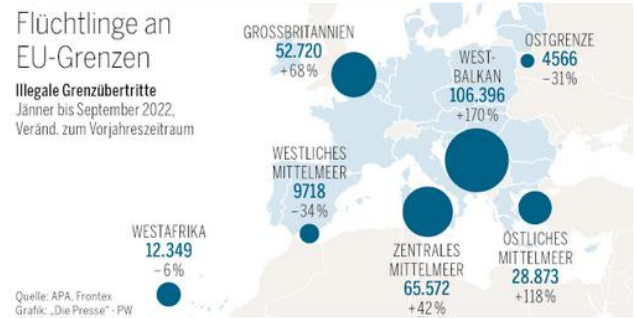 Flüchtlinge an
EU-Grenzen
Illegale Grenzübertritte
Jänner bis September 2022,
Veränd. zum Vorjahreszeitraum
GROSSBRITANNIEN
52.720
+68%
WEST-
BALKAN
106.396
+170%
OSTGRENZE
4566
–31%
WESTLICHES
MITTELMEER
9718
–34%
WESTAFRIKA
12.349
–6%
ZENTRALES
MITTELMEER
65.572
+42%
ÖSTLICHES
MITTELMEER
28.873
+118%
Quelle: APA, Frontex
Grafik: „Die Presse“ · PW